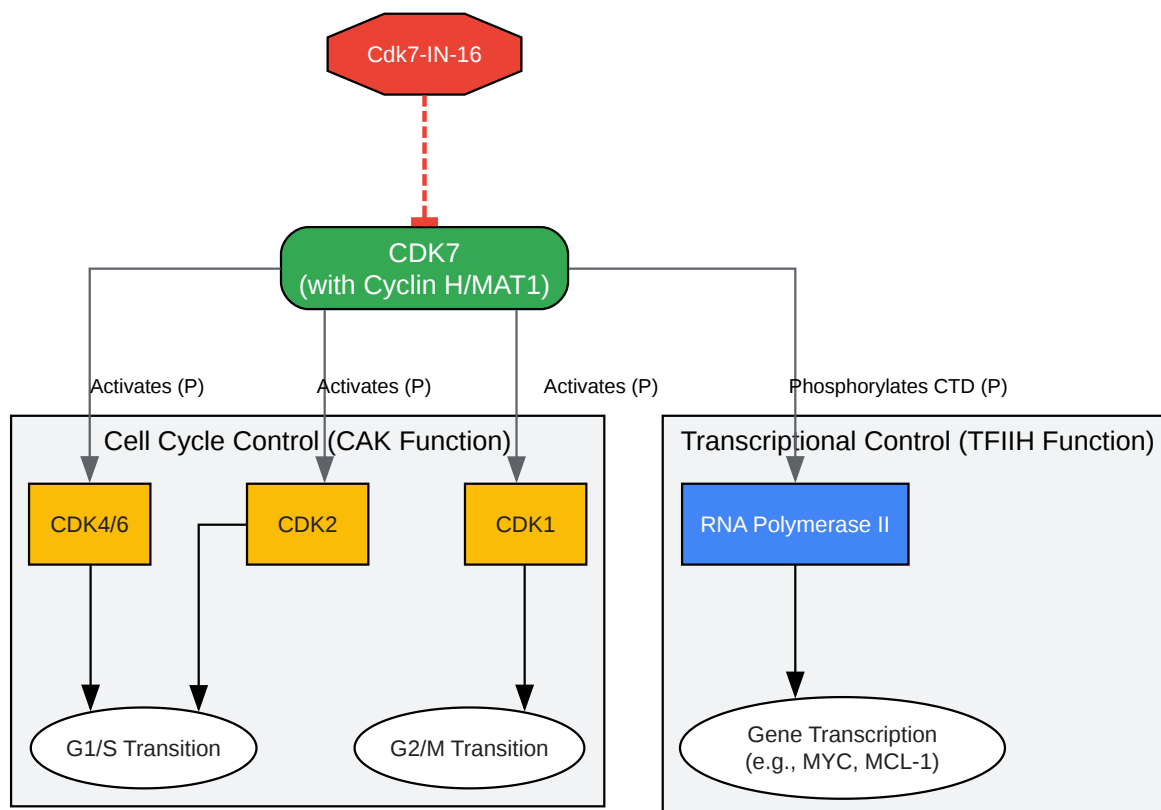 Cdk7-IN-16
CDK7
(with Cyclin H/MAT1)
Activates (P)
Activates (P)
Activates (P)
Phosphorylates CTD (P)
Cell Cycle Control (CAK Function)
Transcriptional Control (TFIIH Function)
CDK4/6
CDK2
CDK1
RNA Polymerase II
G1/S Transition
G2/M Transition
Gene Transcription
(e.g., MYC, MCL-1)